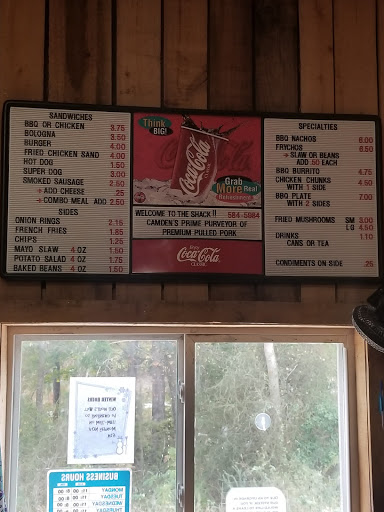 SANDWICHES
BBQ OR CHICKEN 3.75
BOLOGNA 3.50
BURGER 4.00
FRIED CHICKEN SAND 4.00
HOT DOG 1.50
SUPER DOG 3.00
SMOKED SAUSAGE 2.50
→ ADD CHEESE .25
→ COMBO MEAL ADD 2.50
SIDES
ONION RINGS 2.15
FRENCH FRIES 1.85
CHIPS 1.25
MAYO SLAW 4 OZ 1.50
POTATO SALAD 4 OZ 1.75
BAKED BEANS 4 OZ 1.50
Think BIG!
Coca-Cola
Grab
More Real
Refreshment
WELCOME TO THE SHACK !! 584-5984
CAMDEN'S PRIME PURVEYOR OF
PREMIUM PULLED PORK
Enjoy
Coca-Cola
CLASSIC
SPECIALTIES
BBQ NACHOS 6.00
FRYCHOS 6.50
→ SLAW OR BEANS
ADD .50 EACH
BBQ BURRITO 4.75
CHICKEN CHUNKS 4.50
WITH 1 SIDE
BBQ PLATE 7.00
WITH 2 SIDES
FRIED MUSHROOMS SM 3.00
LG 4.50
DRINKS 1.10
CANS OR TEA
CONDIMENTS ON SIDE .25
WINTER HOURS
BUSINESS HOURS
MONDAY
TUESDAY
WEDNESDAY
THURSDAY